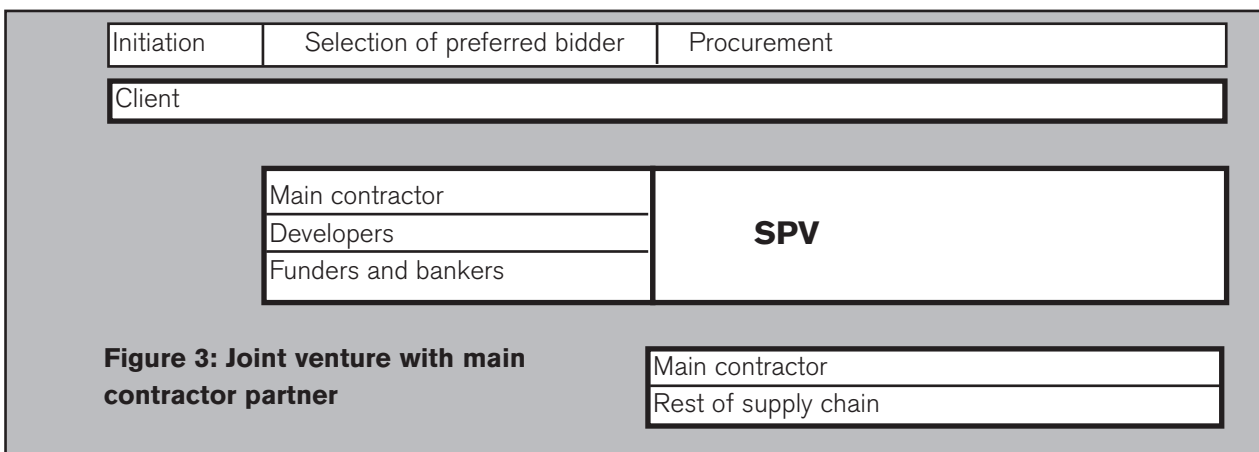 Initiation Selection of preferred bidder Procurement
Client
Main contractor
Developers
Funders and bankers
SPV
Figure 3: Joint venture with main
contractor partner
Main contractor
Rest of supply chain